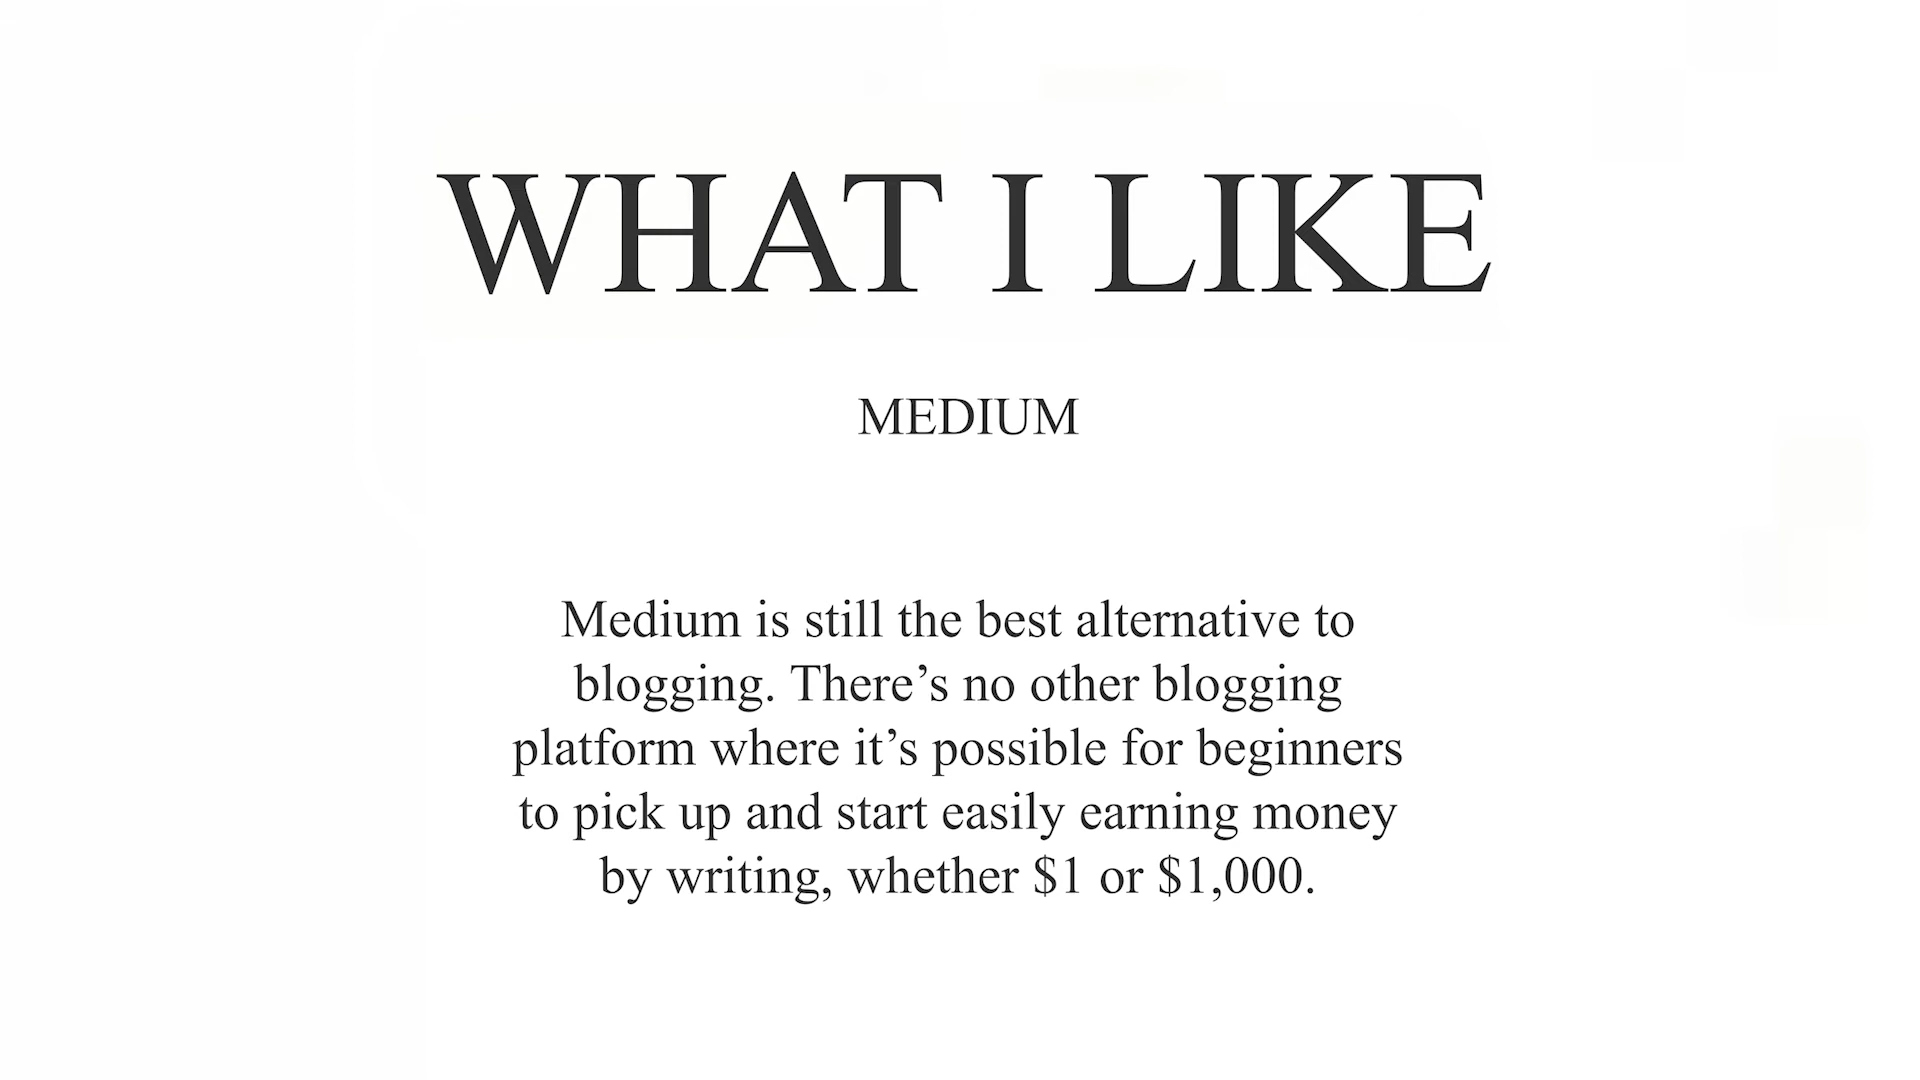 WHAT I LIKE
MEDIUM
Medium is still the best alternative to
blogging. There’s no other blogging
platform where it’s possible for beginners
to pick up and start easily earning money
by writing, whether $1 or $1,000.